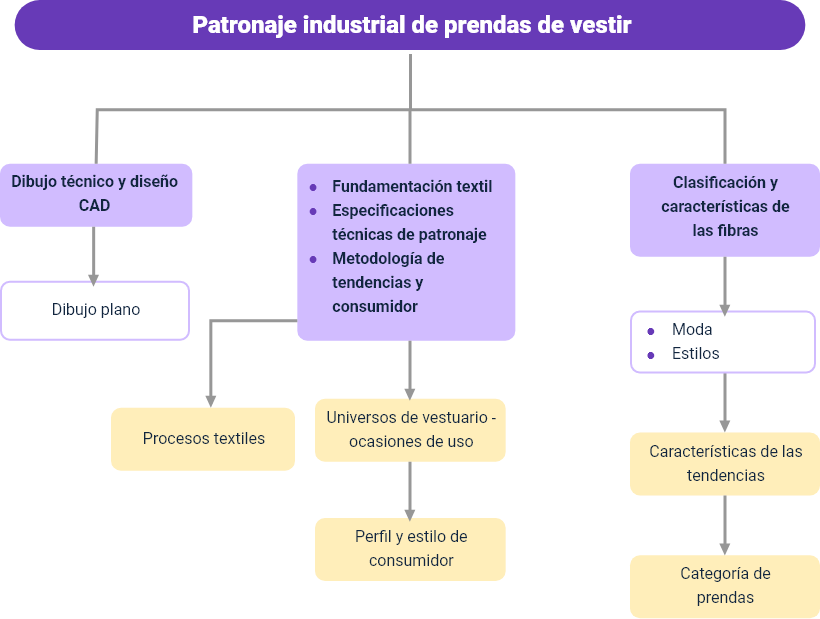 Patronaje industrial de prendas de vestir
Dibujo técnico y diseño
CAD
Dibujo plano
Fundamentación textil
Especificaciones
técnicas de patronaje
Metodología de
tendencias y
consumidor
Procesos textiles
Universos de vestuario -
ocasiones de uso
Perfil y estilo de
consumidor
Clasificación y
características de
las fibras
Moda
Estilos
Características de las
tendencias
Categoría de
prendas